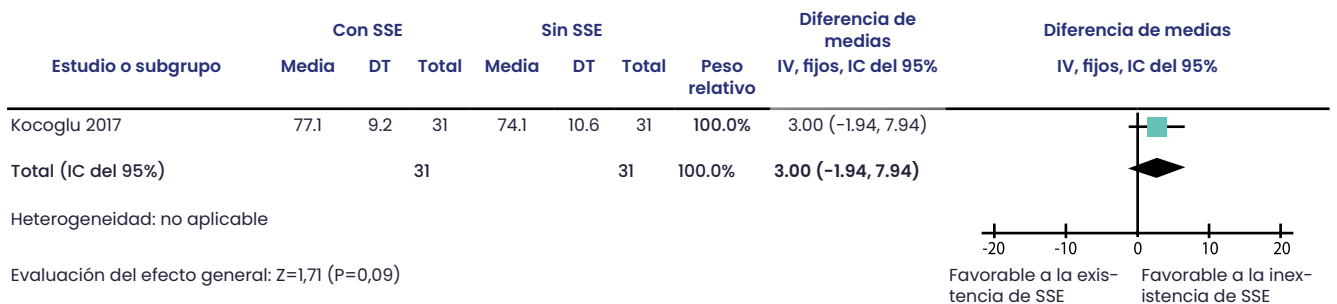 Con SSE Sin SSE Diferencia de medias Diferencia de medias
Estudio o subgrupo Media DT Total Media DT Total Peso relativo IV, fijos, IC del 95% IV, fijos, IC del 95%
Kocoglu 2017 77.1 9.2 31 74.1 10.6 31 100.0% 3.00 (-1.94, 7.94)
Total (IC del 95%) 31 31 100.0% 3.00 (-1.94, 7.94)
Heterogeneidad: no aplicable
-20 -10 0 10 20
Evaluación del efecto general: Z=1,71 (P=0,09)
Favorable a la exis-
tencia de SSE
Favorable a la inex-
istencia de SSE